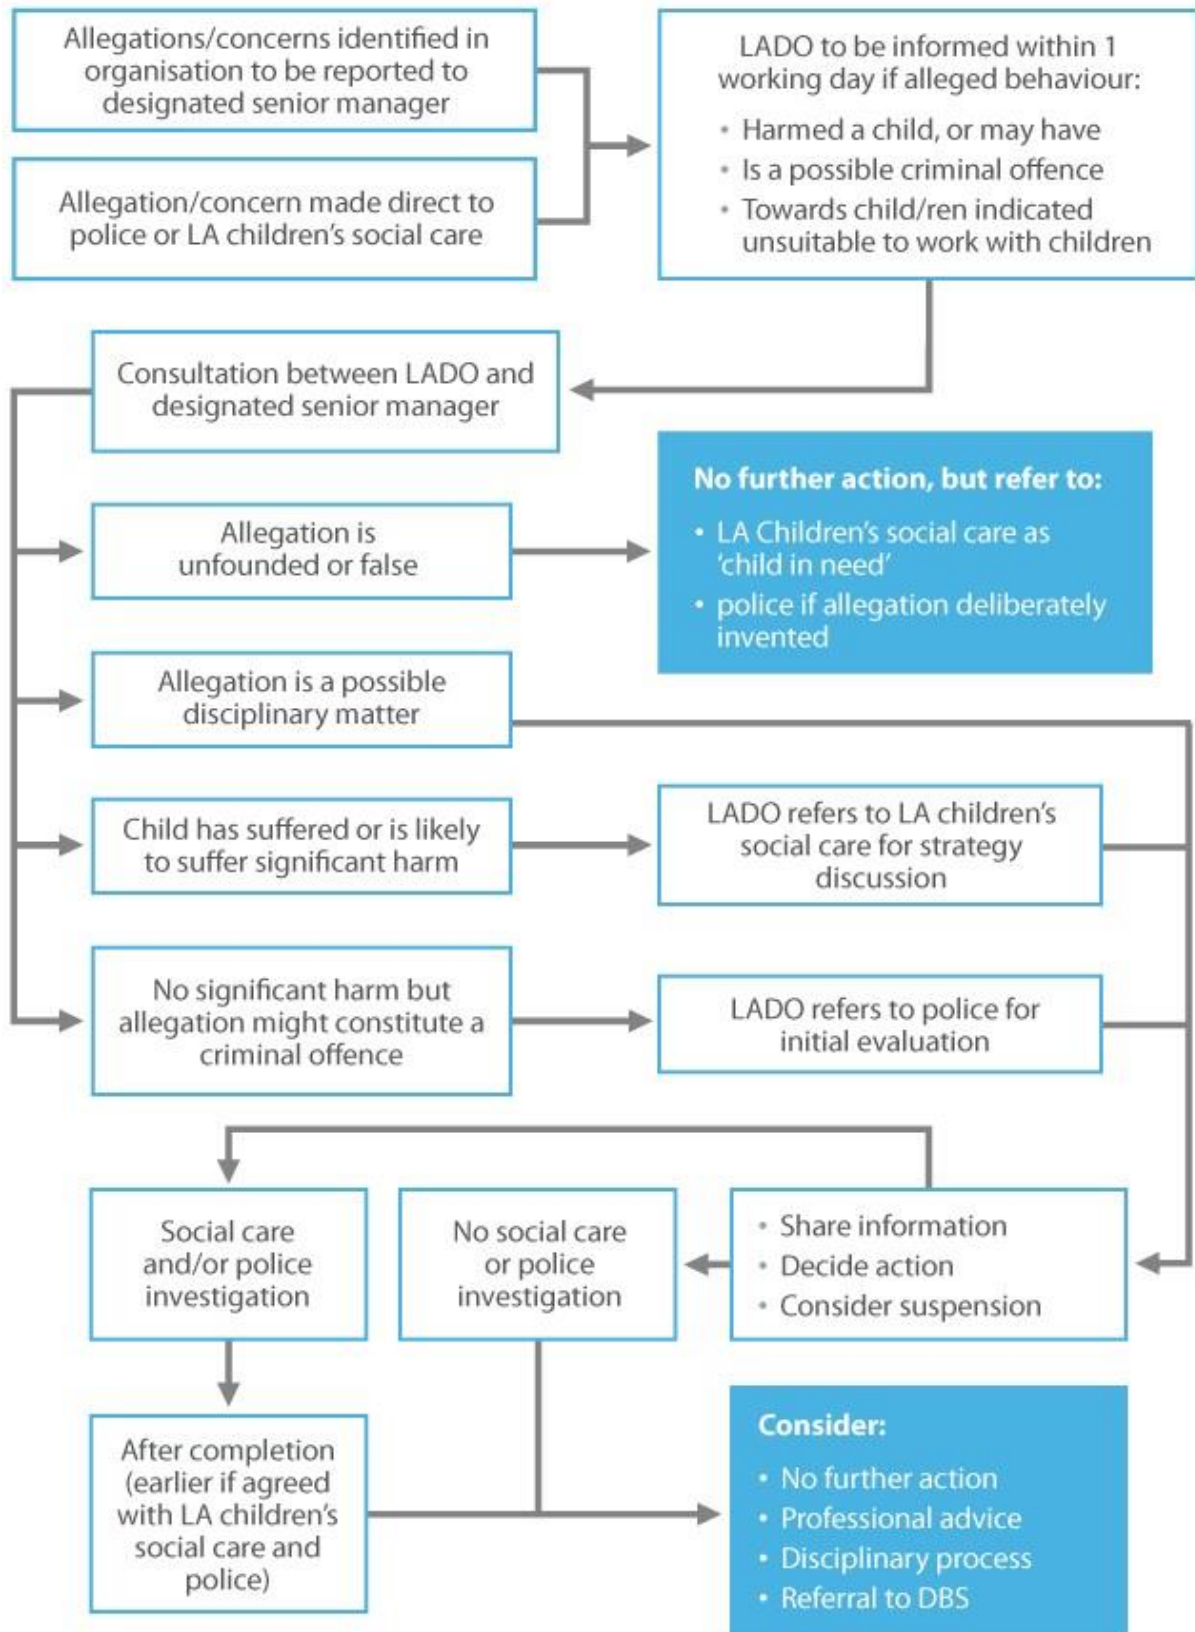 Allegations/concerns identified in
organisation to be reported to
designated senior manager
Allegation/concern made direct to
police or LA children's social care
LADO to be informed within 1
working day if alleged behaviour:
• Harmed a child, or may have
• Is a possible criminal offence
• Towards child/ren indicated
unsuitable to work with children
Consultation between LADO and
designated senior manager
Allegation is
unfounded or false
No further action, but refer to:
• LA Children's social care as
‘child in need’
• police if allegation deliberately
invented
Allegation is a possible
disciplinary matter
Child has suffered or is likely
to suffer significant harm
LADO refers to LA children's
social care for strategy
discussion
No significant harm but
allegation might constitute a
criminal offence
LADO refers to police for
initial evaluation
Social care
and/or police
investigation
No social care
or police
investigation
• Share information
• Decide action
• Consider suspension
After completion
(earlier if agreed
with LA children's
social care and
police)
Consider:
• No further action
• Professional advice
• Disciplinary process
• Referral to DBS